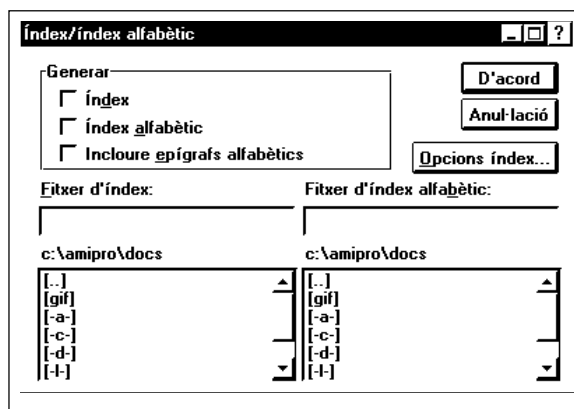 Índex/índex alfabètic ?
Generar
Índex
Índex alfabètic
Incloure epígrafs alfabètics
D'acord
Anul·lació
Opcions índex...
Fitxer d'índex:
Fitxer d'índex alfabètic:
c:\amipro\docs
[..]
[gif]
[-a-]
[-c-]
[-d-]
[-l-]
c:\amipro\docs
[..]
[gif]
[-a-]
[-c-]
[-d-]
[-l-]